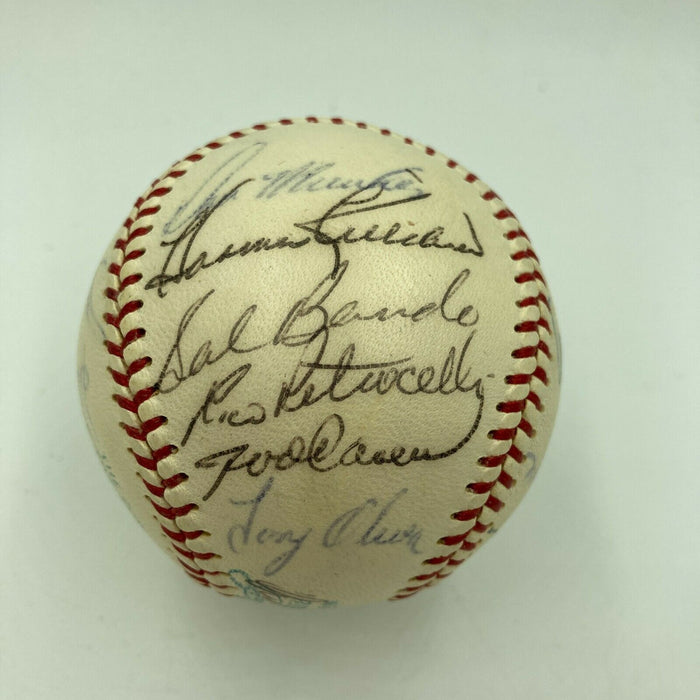 Harmon Killebrew
Sal Bando
Rico Petrocelli
Rod Carew
Tony Oliva